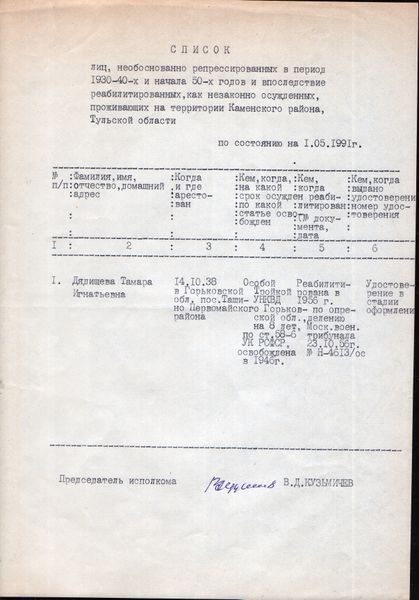 СПИСОК
лиц, необоснованно репрессированных в период
1930-40-х и начала 50-х годов и впоследствие
реабилитированных,как незаконно осужденных,
проживающих на территории Каменского района,
Тульской области
по состоянию на 1.05.1991г.
№ :Фамилия,имя, :Когда :Кем,когда,:Кем, :Кем,когда
п/п:отчество,домашний :и где :на какой :когда :выдано
:адрес :аресто- :срок осужден:реаби-:удостоверени
: :ван :по какой :литирован:номер удос-
: : :статье осво:№ доку-:товерения
: : :божден :мента, :
: : : :дата :
I : 2 : 3 : 4 : 5 : 6
I. Дядищева Тамара 14.10.38 Особой Реабилити- Удостове-
Игнатьевна в Горьковской Тройкой рована в рение в
обл. пос.Таши- УНКВД 1956 г. стадии
но Первомайского Горьков- по опре- оформлени
района ской обл.,делению
на 8 лет, Моск.воен.
по ст.58-6 трибунала
УК РСФСР, 23.10.56г.
освобождена № Н-4613/ос
в 1946г.
Председатель исполкома В.Д.КУЗЬМИЧЕВ